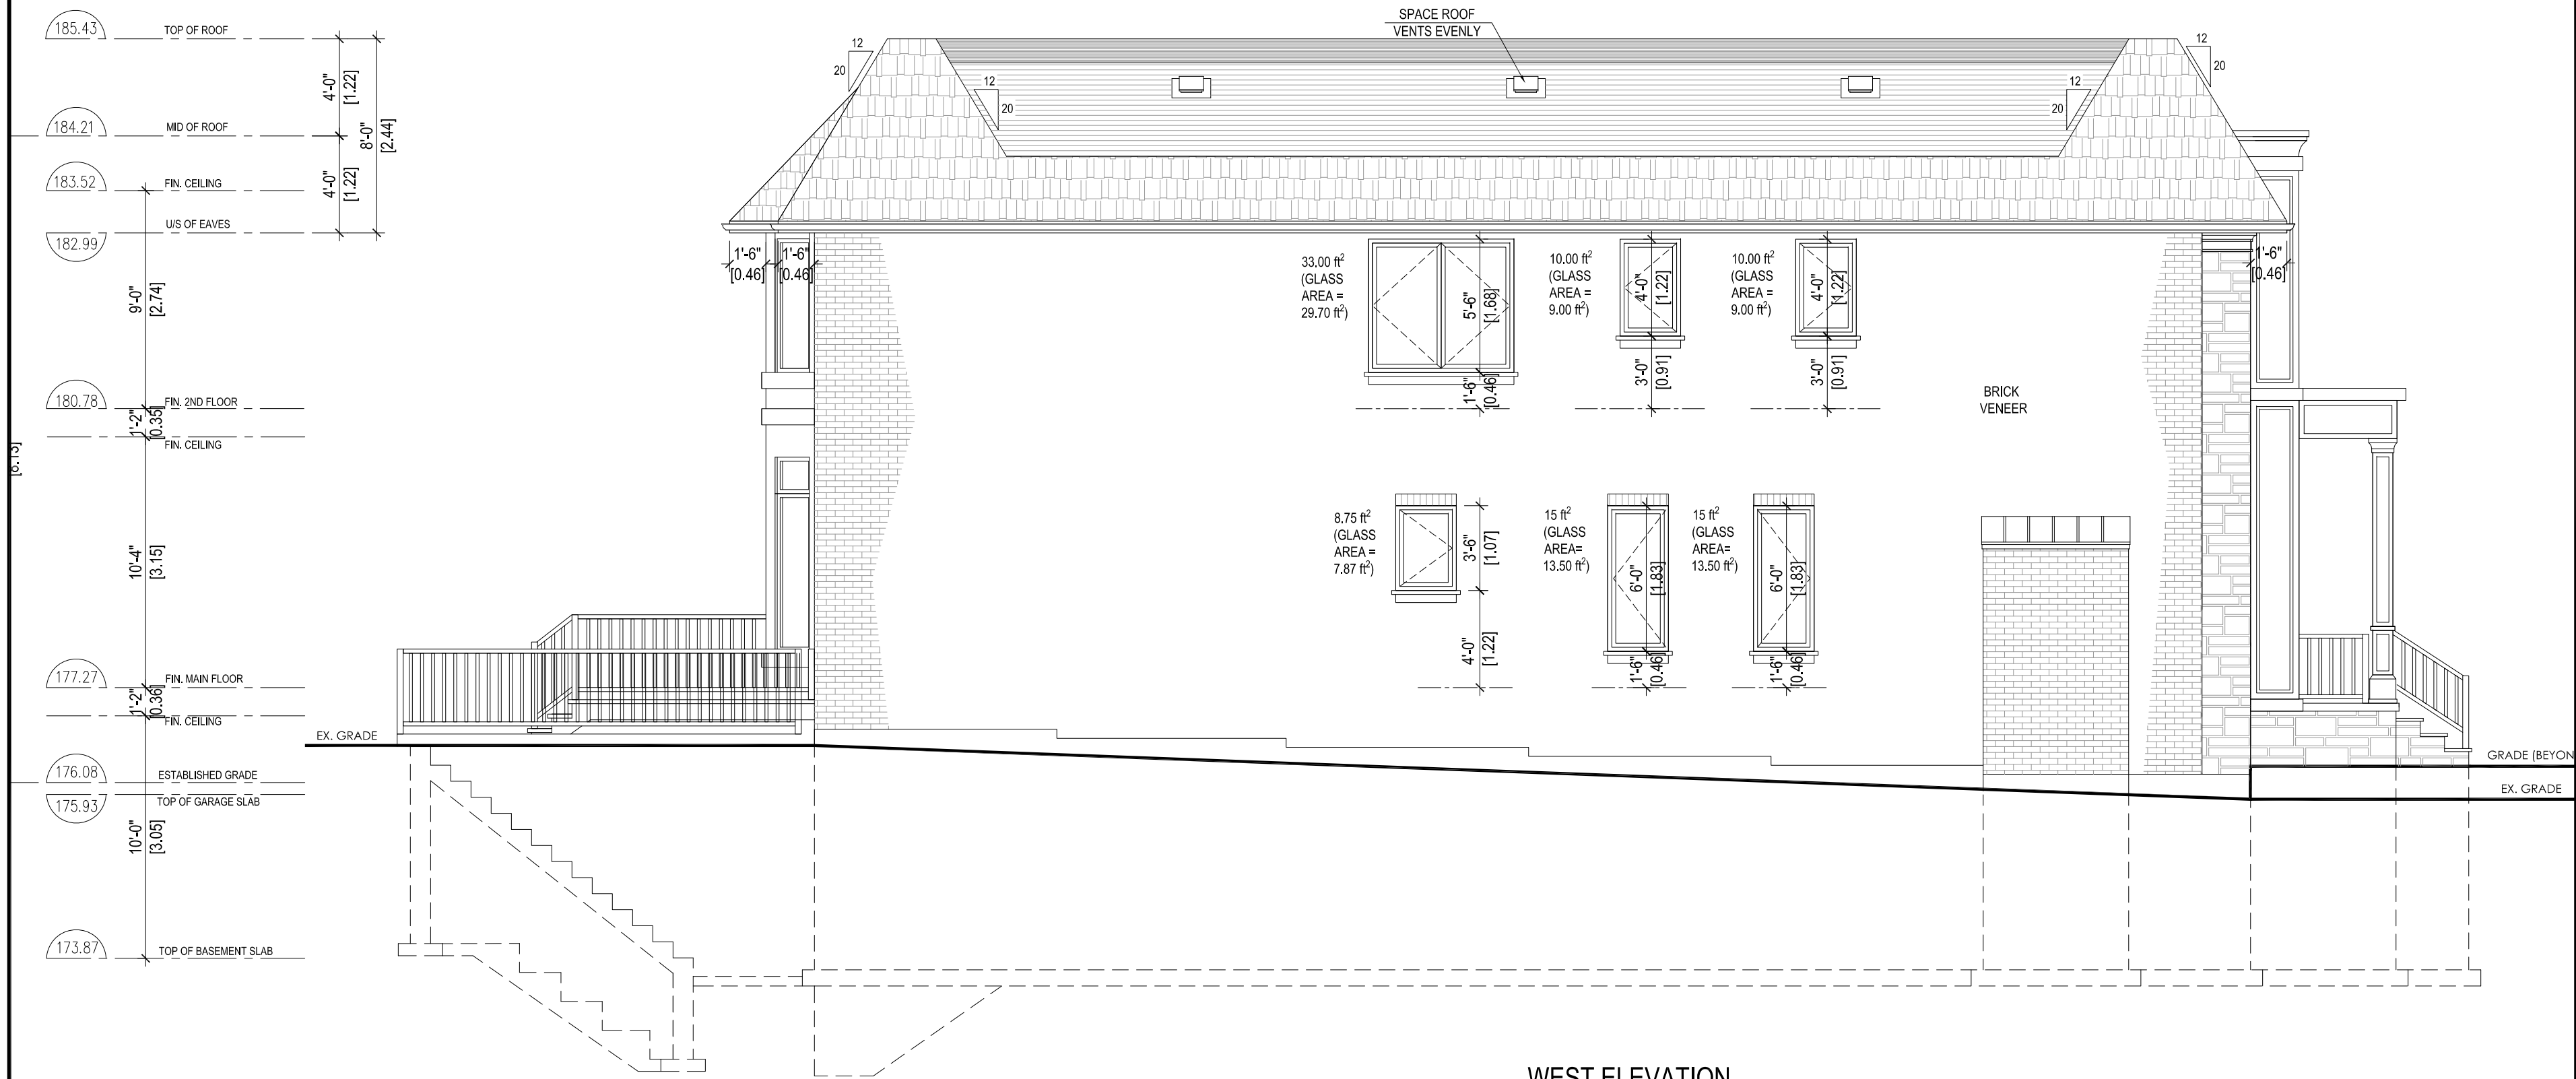 185.43
TOP OF ROOF
4'-0"
[1.22]
8'-0"
[2.44]
184.21
MID OF ROOF
4'-0"
[1.22]
183.52
FIN. CEILING
U/S OF EAVES
182.99
9'-0"
[2.74]
180.78
FIN. 2ND FLOOR
1'-2"
[0.35]
FIN. CEILING
10'-4"
[3.15]
177.27
FIN. MAIN FLOOR
1'-2"
[0.36]
FIN. CEILING
176.08
ESTABLISHED GRADE
TOP OF GARAGE SLAB
175.93
10'-0"
[3.05]
173.87
TOP OF BASEMENT SLAB
EX. GRADE
SPACE ROOF
VENTS EVENLY
12
20
12
20
12
20
12
20
1'-6"
[0.46]
1'-6"
[0.46]
33.00 ft²
(GLASS
AREA =
29.70 ft²)
5'-6"
[1.68]
1'-6"
[0.46]
10.00 ft²
(GLASS
AREA =
9.00 ft²)
4'-0"
[1.22]
3'-0"
[0.91]
10.00 ft²
(GLASS
AREA =
9.00 ft²)
4'-0"
[1.22]
3'-0"
[0.91]
1'-6"
[0.46]
BRICK
VENEER
8.75 ft²
(GLASS
AREA =
7.87 ft²)
3'-6"
[1.07]
4'-0"
[1.22]
15 ft²
(GLASS
AREA=
13.50 ft²)
6'-0"
[1.83]
1'-6"
[0.46]
15 ft²
(GLASS
AREA=
13.50 ft²)
6'-0"
[1.83]
1'-6"
[0.46]
GRADE (BEYON
EX. GRADE
WEST ELEVATION